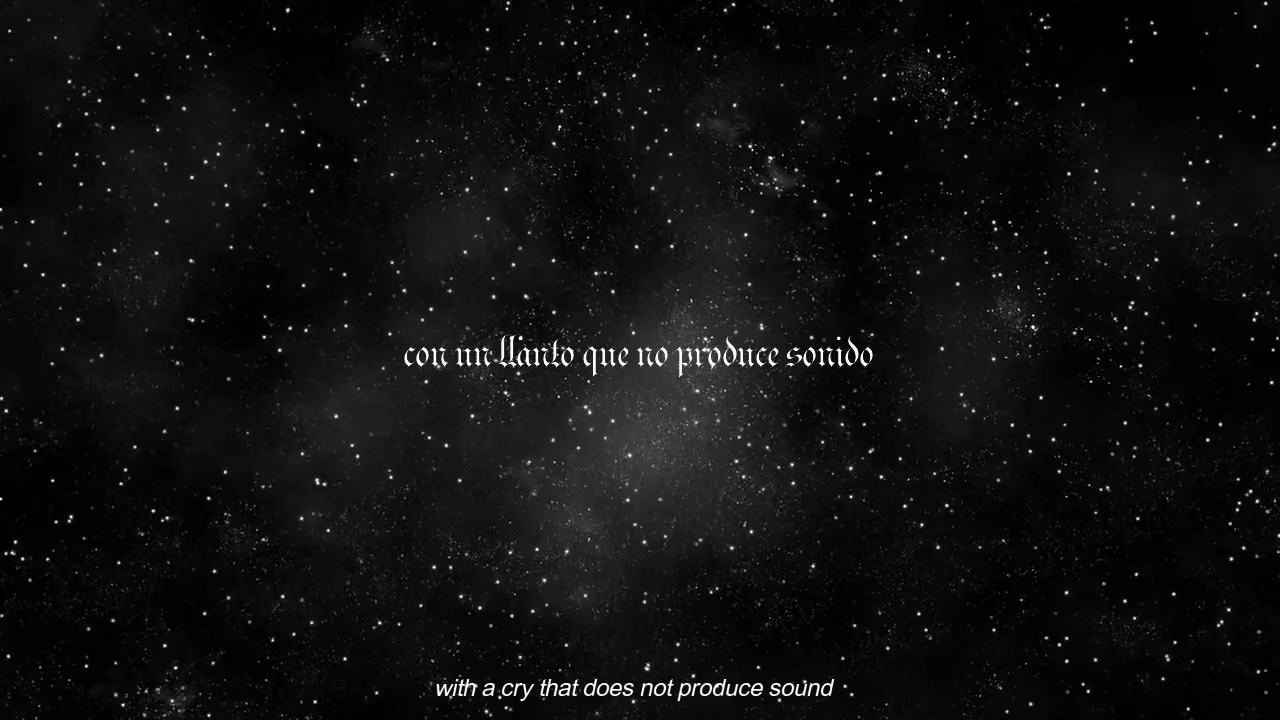 con un llanto que no produce sonido
with a cry that does not produce sound